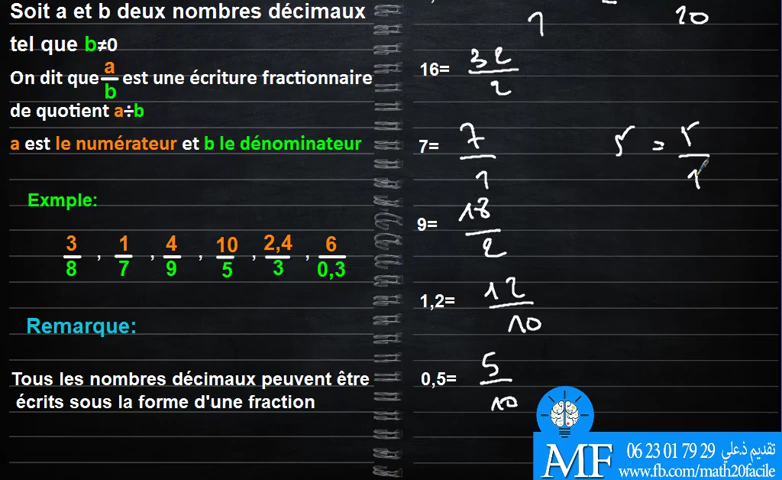 Soit a et b deux nombres décimaux
tel que b≠0
On dit que a/b est une écriture fractionnaire
de quotient a÷b
a est le numérateur et b le dénominateur
Exmple:
3/8 , 1/7 , 4/9 , 10/5 , 2,4/3 , 6/0,3
Remarque:
Tous les nombres décimaux peuvent être
écrits sous la forme d'une fraction
1
10
16= 32/2
7= 7/1
5 = 5/1
9= 18/2
1,2= 12/10
0,5= 5/10
MF
تقديم ذ.علي 06 23 01 79 29
www.fb.com/math20facile